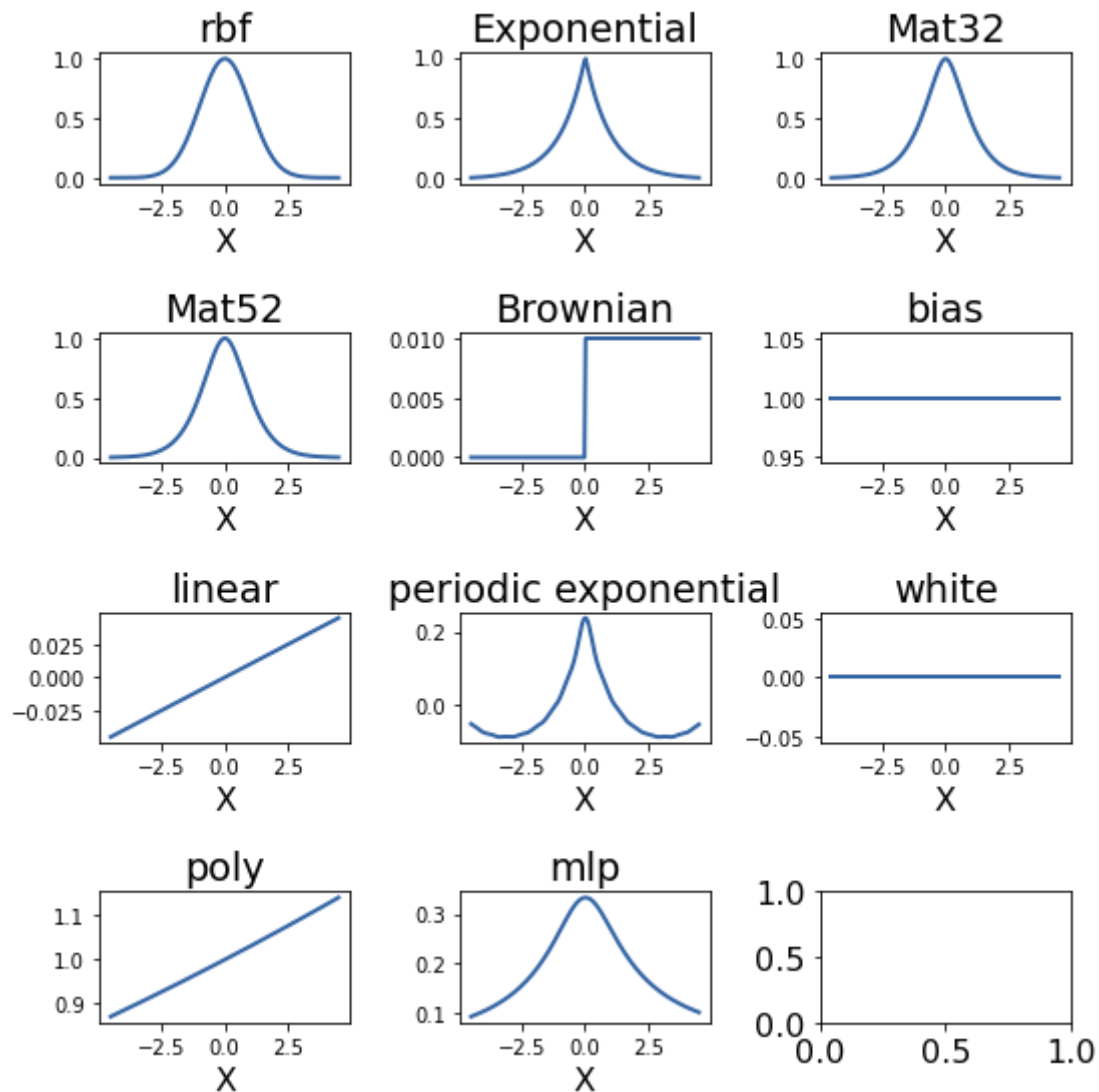 rbf Exponential Mat32
1.0 1.0 1.0
0.5 0.5 0.5
0.0 0.0 0.0
−2.5 0.0 2.5 −2.5 0.0 2.5 −2.5 0.0 2.5
X X X
Mat52 Brownian bias
1.0 0.010 1.05
0.5 0.005 1.00
0.0 0.000 0.95
−2.5 0.0 2.5 −2.5 0.0 2.5 −2.5 0.0 2.5
X X X
linear periodic exponential white
0.025 0.2 0.05
0.000 0.0 0.00
−0.025 −0.05
−2.5 0.0 2.5 −2.5 0.0 2.5 −2.5 0.0 2.5
X X X
poly mlp
1.1 0.3 1.0
1.0 0.2 0.5
0.9 0.1 0.0
−2.5 0.0 2.5 −2.5 0.0 2.5 0.0 0.5 1.0
X X